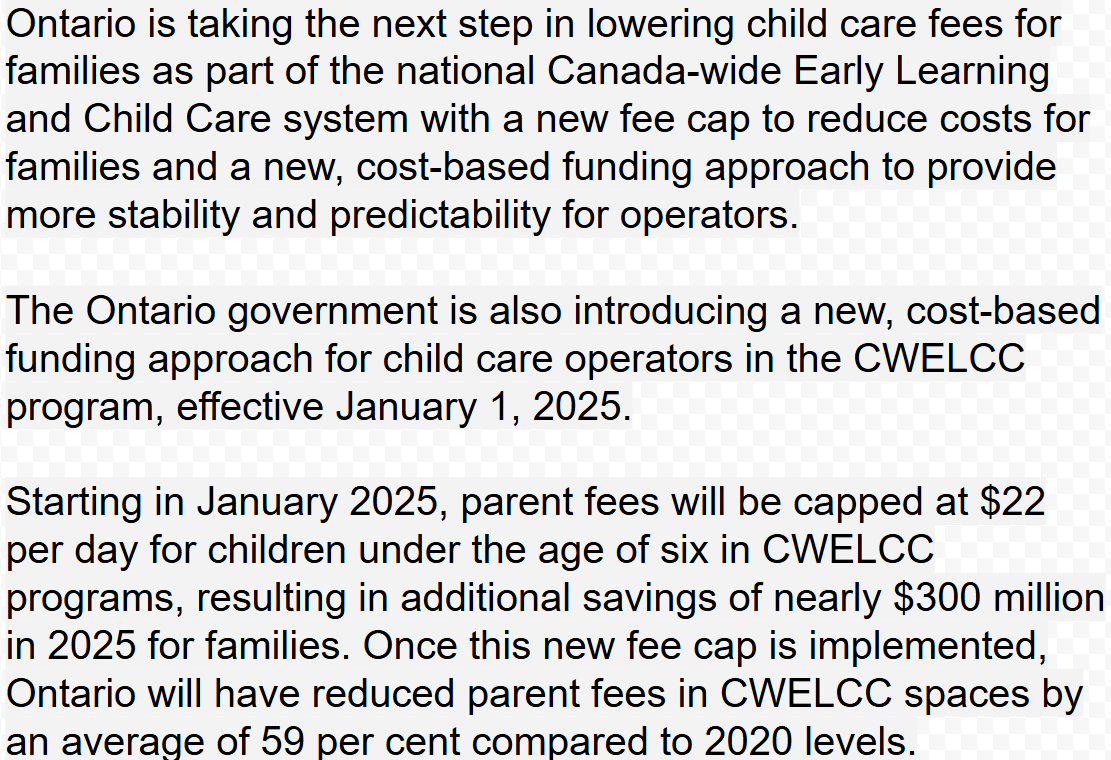 Ontario is taking the next step in lowering child care fees for
families as part of the national Canada-wide Early Learning
and Child Care system with a new fee cap to reduce costs for
families and a new, cost-based funding approach to provide
more stability and predictability for operators.
The Ontario government is also introducing a new, cost-based
funding approach for child care operators in the CWELCC
program, effective January 1, 2025.
Starting in January 2025, parent fees will be capped at $22
per day for children under the age of six in CWELCC
programs, resulting in additional savings of nearly $300 million
in 2025 for families. Once this new fee cap is implemented,
Ontario will have reduced parent fees in CWELCC spaces by
an average of 59 per cent compared to 2020 levels.